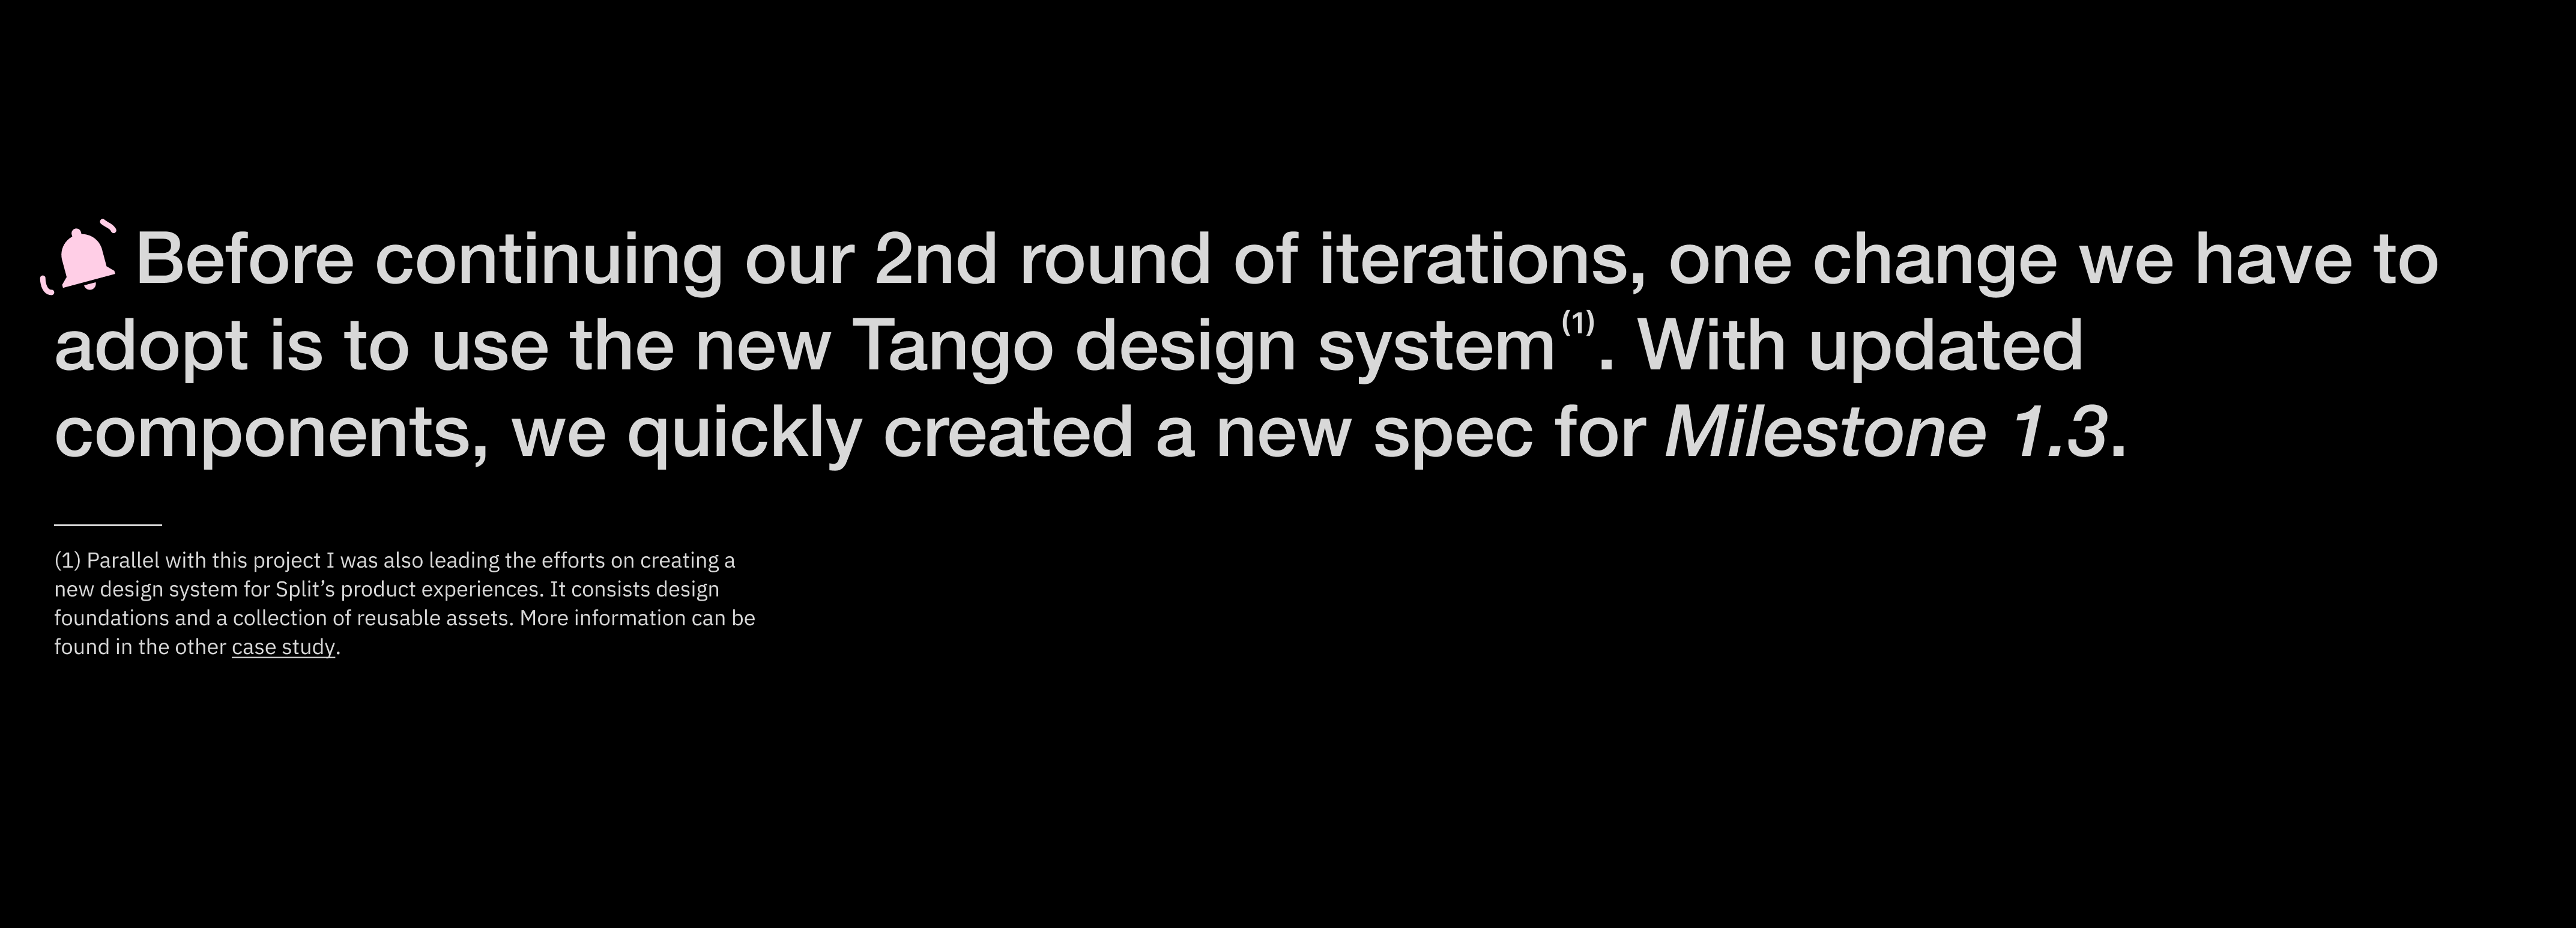 Before continuing our 2nd round of iterations, one change we have to
adopt is to use the new Tango design system(1). With updated
components, we quickly created a new spec for Milestone 1.3.
(1) Parallel with this project I was also leading the efforts on creating a
new design system for Split’s product experiences. It consists design
foundations and a collection of reusable assets. More information can be
found in the other case study.